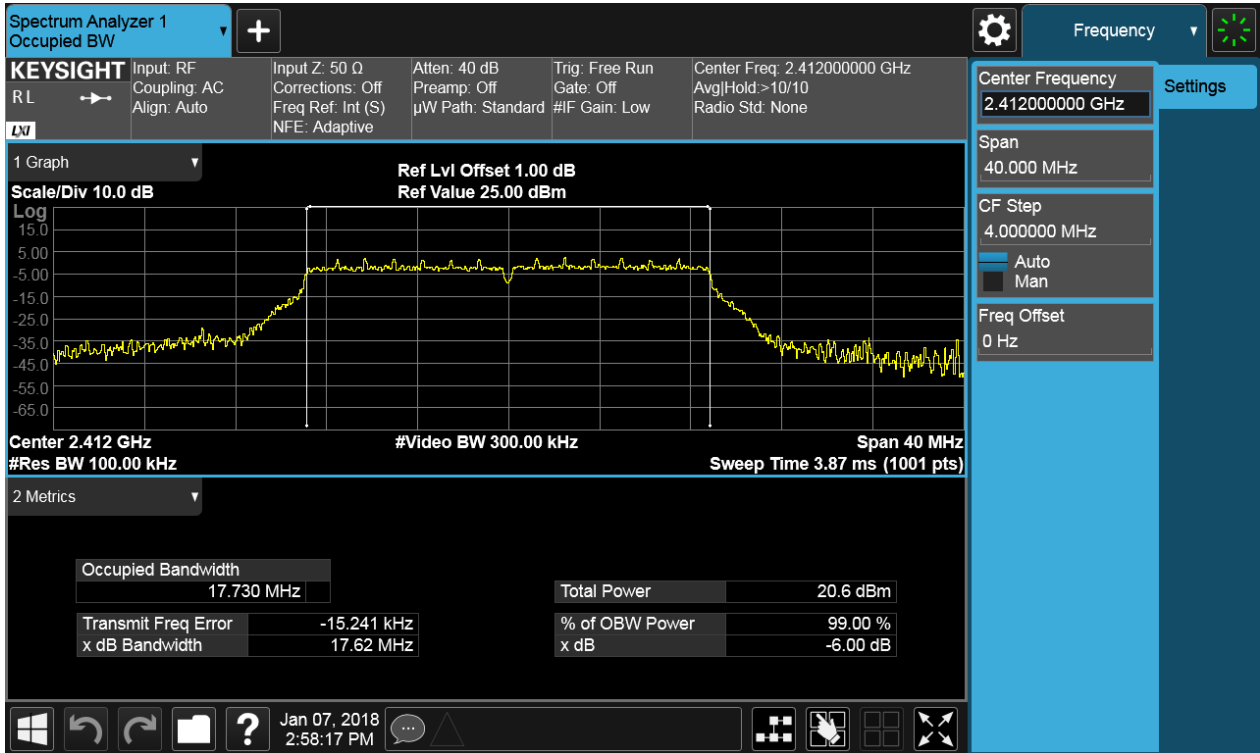 Spectrum Analyzer 1
Occupied BW
+
Frequency
KEYSIGHT
RL
LXI
Input: RF
Coupling: AC
Align: Auto
Input Z: 50 Ω
Corrections: Off
Freq Ref: Int (S)
NFE: Adaptive
Atten: 40 dB
Preamp: Off
µW Path: Standard
Trig: Free Run
Gate: Off
#IF Gain: Low
Center Freq: 2.412000000 GHz
Avg|Hold:>10/10
Radio Std: None
Center Frequency
2.412000000 GHz
Settings
Span
40.000 MHz
CF Step
4.000000 MHz
Auto
Man
Freq Offset
0 Hz
1 Graph
Scale/Div 10.0 dB
Ref Lvl Offset 1.00 dB
Ref Value 25.00 dBm
Log
15.0
5.00
-5.00
-15.0
-25.0
-35.0
-45.0
-55.0
-65.0
Center 2.412 GHz
#Video BW 300.00 kHz
Span 40 MHz
#Res BW 100.00 kHz
Sweep Time 3.87 ms (1001 pts)
2 Metrics
Occupied Bandwidth
17.730 MHz
Total Power 20.6 dBm
Transmit Freq Error -15.241 kHz
% of OBW Power 99.00 %
x dB Bandwidth 17.62 MHz
x dB -6.00 dB
?
Jan 07, 2018
2:58:17 PM